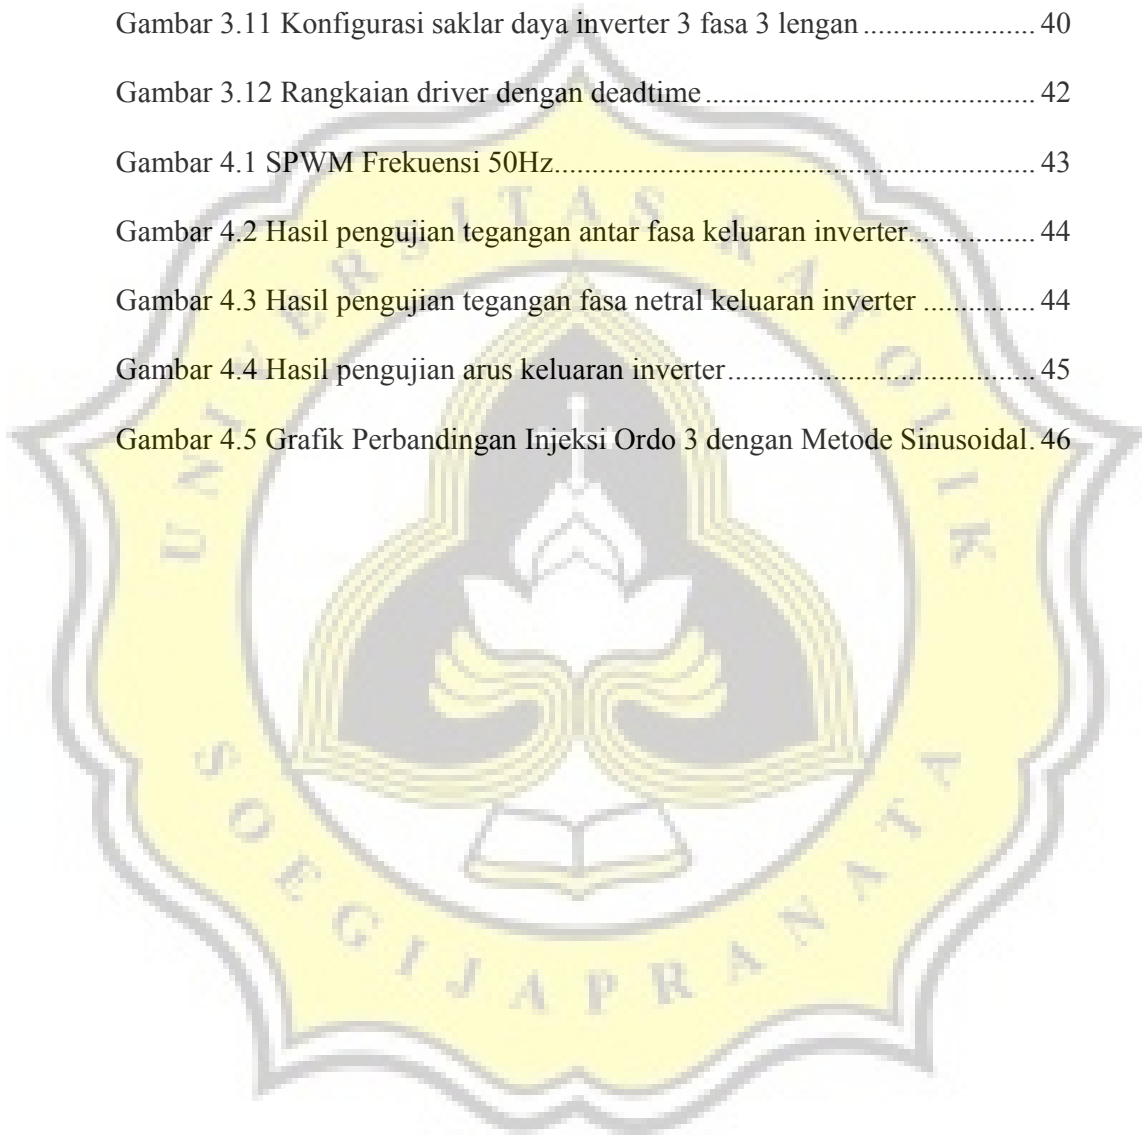 Gambar 3.11 Konfigurasi saklar daya inverter 3 fasa 3 lengan ....................... 40
Gambar 3.12 Rangkaian driver dengan deadtime ............................................ 42
Gambar 4.1 SPWM Frekuensi 50Hz................................................................ 43
Gambar 4.2 Hasil pengujian tegangan antar fasa keluaran inverter................. 44
Gambar 4.3 Hasil pengujian tegangan fasa netral keluaran inverter ............... 44
Gambar 4.4 Hasil pengujian arus keluaran inverter......................................... 45
Gambar 4.5 Grafik Perbandingan Injeksi Ordo 3 dengan Metode Sinusoidal. 46
UNIVERSITAS KATOLIK
SOEGIJAPRANATA